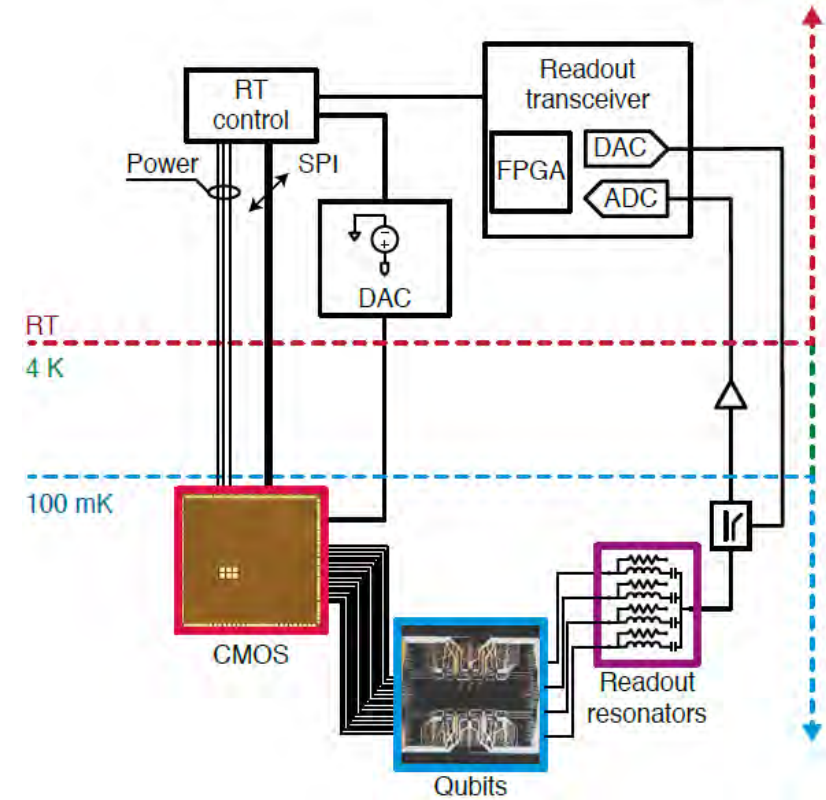 RT
control
Readout
transceiver
FPGA
DAC
ADC
Power
SPI
−
+
DAC
RT
4 K
100 mK
CMOS
Qubits
Readout
resonators